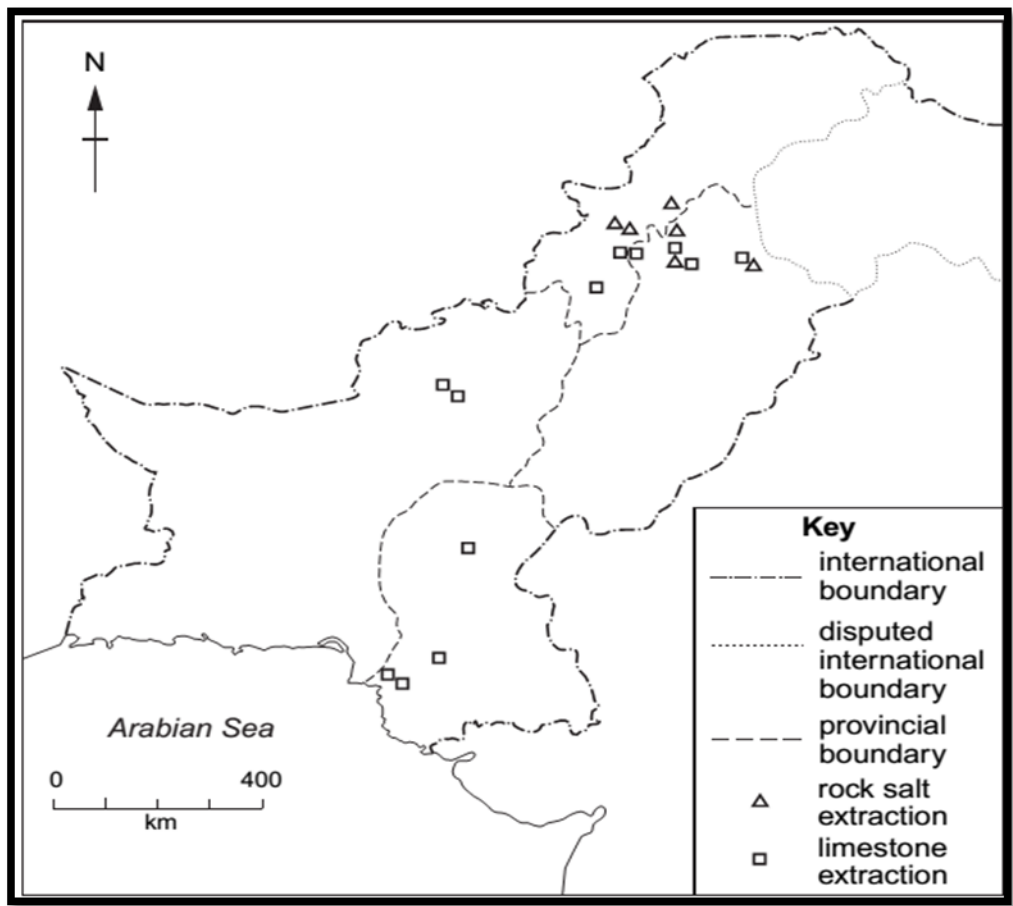 N
Arabian Sea
0 400
km
Key
international
boundary
disputed
international
boundary
provincial
boundary
rock salt
extraction
limestone
extraction